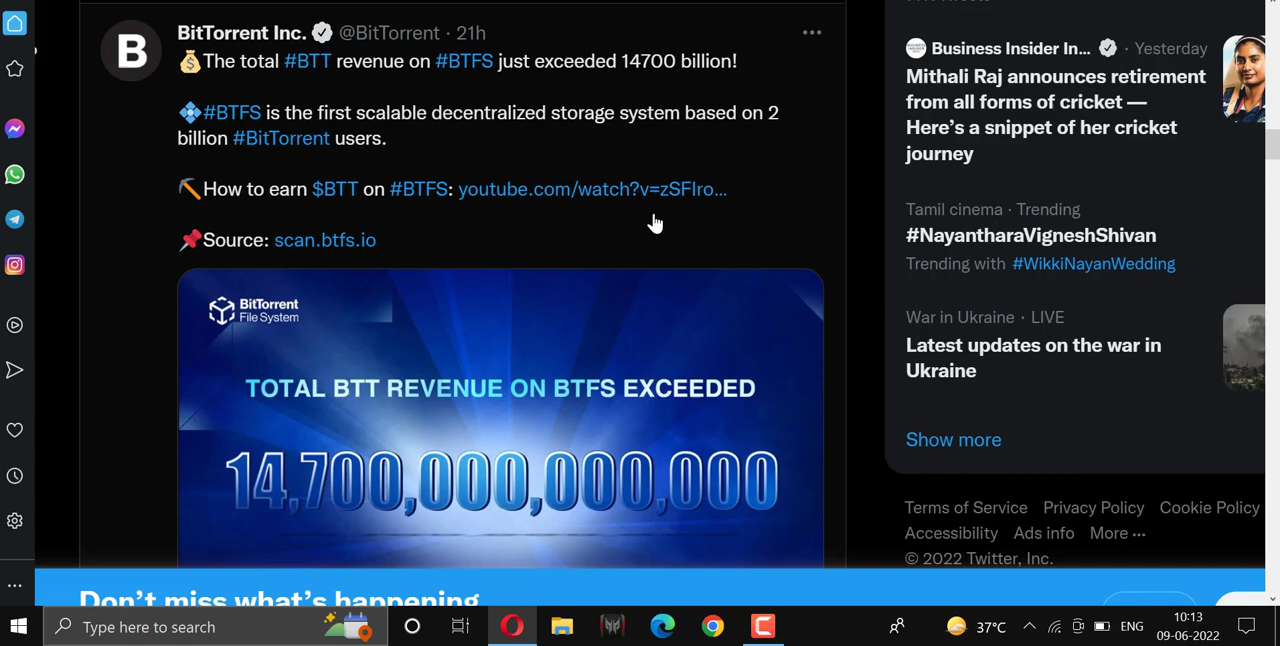 BitTorrent Inc. @BitTorrent · 21h
💰The total #BTT revenue on #BTFS just exceeded 14700 billion!
💠#BTFS is the first scalable decentralized storage system based on 2
billion #BitTorrent users.
⛏️How to earn $BTT on #BTFS: youtube.com/watch?v=zSFIro...
📌Source: scan.btfs.io
BitTorrent
File System
TOTAL BTT REVENUE ON BTFS EXCEEDED
14,700,000,000,000
Business Insider In... · Yesterday
Mithali Raj announces retirement
from all forms of cricket —
Here's a snippet of her cricket
journey
Tamil cinema · Trending
#NayantharaVigneshShivan
Trending with #WikkiNayanWedding
War in Ukraine · LIVE
Latest updates on the war in
Ukraine
Show more
Terms of Service Privacy Policy Cookie Policy
Accessibility Ads info More ···
© 2022 Twitter, Inc.
Don't miss what's happening
Type here to search
37°C
ENG
10:13
09-06-2022